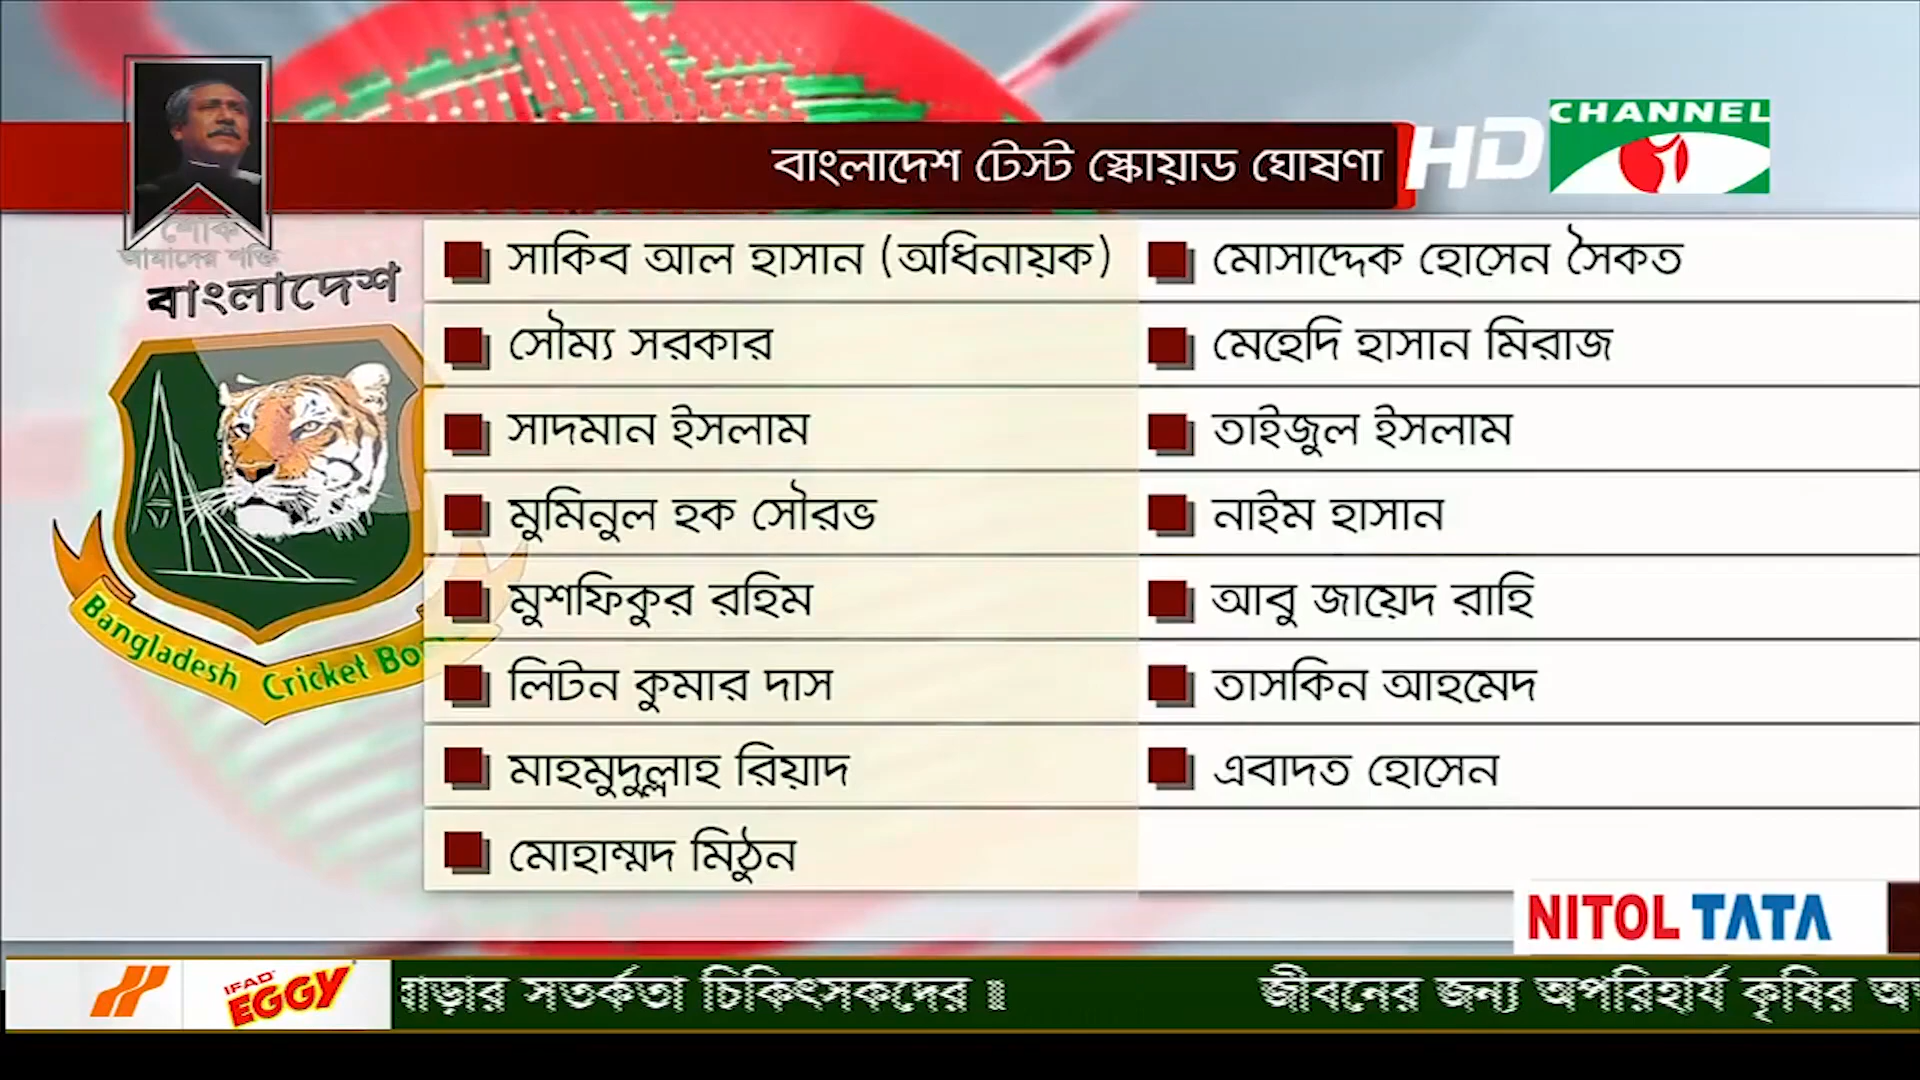 বাংলাদেশ টেস্ট স্কোয়াড ঘোষণা
HD
CHANNEL
শোক
আমাদের শক্তি
বাংলাদেশ
Bangladesh Cricket
সাকিব আল হাসান (অধিনায়ক)
সৌম্য সরকার
সাদমান ইসলাম
মুমিনুল হক সৌরভ
মুশফিকুর রহিম
লিটন কুমার দাস
মাহমুদুল্লাহ রিয়াদ
মোহাম্মদ মিঠুন
মোসাদ্দেক হোসেন সৈকত
মেহেদি হাসান মিরাজ
তাইজুল ইসলাম
নাইম হাসান
আবু জায়েদ রাহি
তাসকিন আহমেদ
এবাদত হোসেন
NITOL TATA
IFAD
EGGY
সতর্কতা চিকিৎসকদের ॥ জীবনের জন্য অপরিহার্য কৃষির